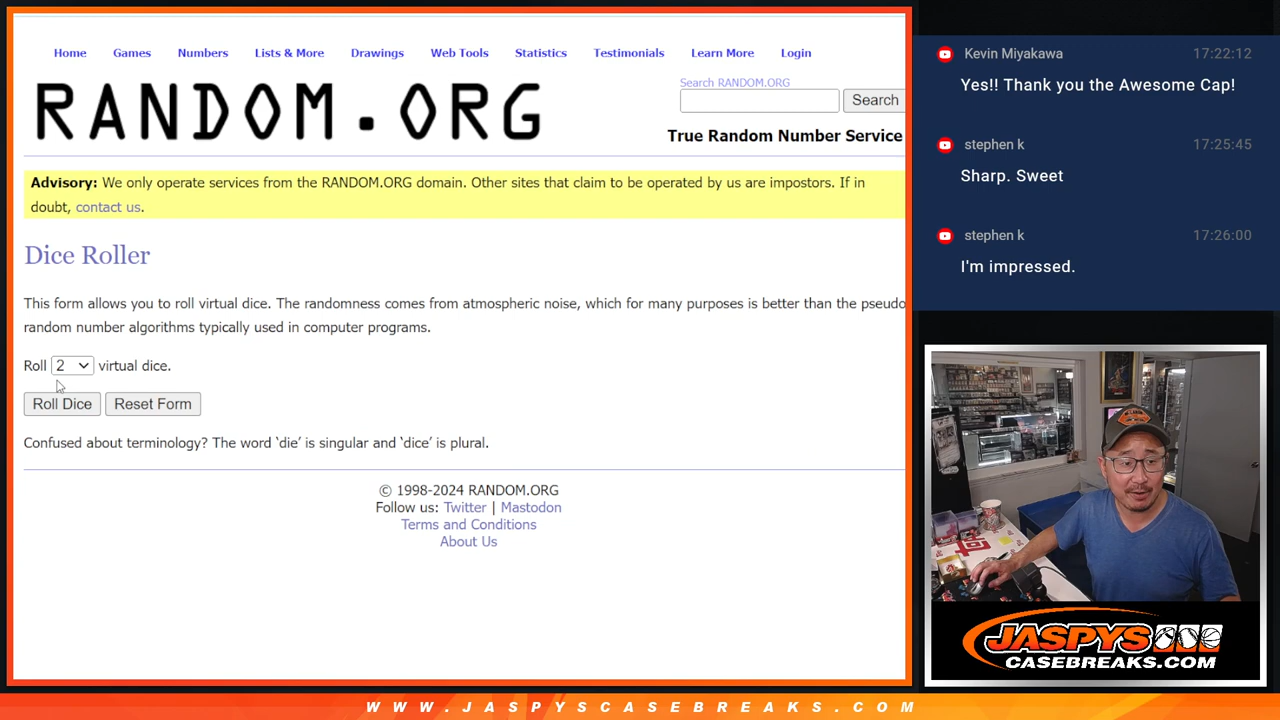 Home Games Numbers Lists & More Drawings Web Tools Statistics Testimonials Learn More Login
RANDOM.ORG
Search RANDOM.ORG
Search
True Random Number Service
Advisory: We only operate services from the RANDOM.ORG domain. Other sites that claim to be operated by us are impostors. If in
doubt, contact us.
Dice Roller
This form allows you to roll virtual dice. The randomness comes from atmospheric noise, which for many purposes is better than the pseudo
random number algorithms typically used in computer programs.
Roll 2 virtual dice.
Roll Dice Reset Form
Confused about terminology? The word ‘die’ is singular and ‘dice’ is plural.
© 1998-2024 RANDOM.ORG
Follow us: Twitter | Mastodon
Terms and Conditions
About Us
Kevin Miyakawa 17:22:12
Yes!! Thank you the Awesome Cap!
stephen k 17:25:45
Sharp. Sweet
stephen k 17:26:00
I'm impressed.
JASPYS
CASEBREAKS.COM
WWW.JASPYSCASEBREAKS.COM